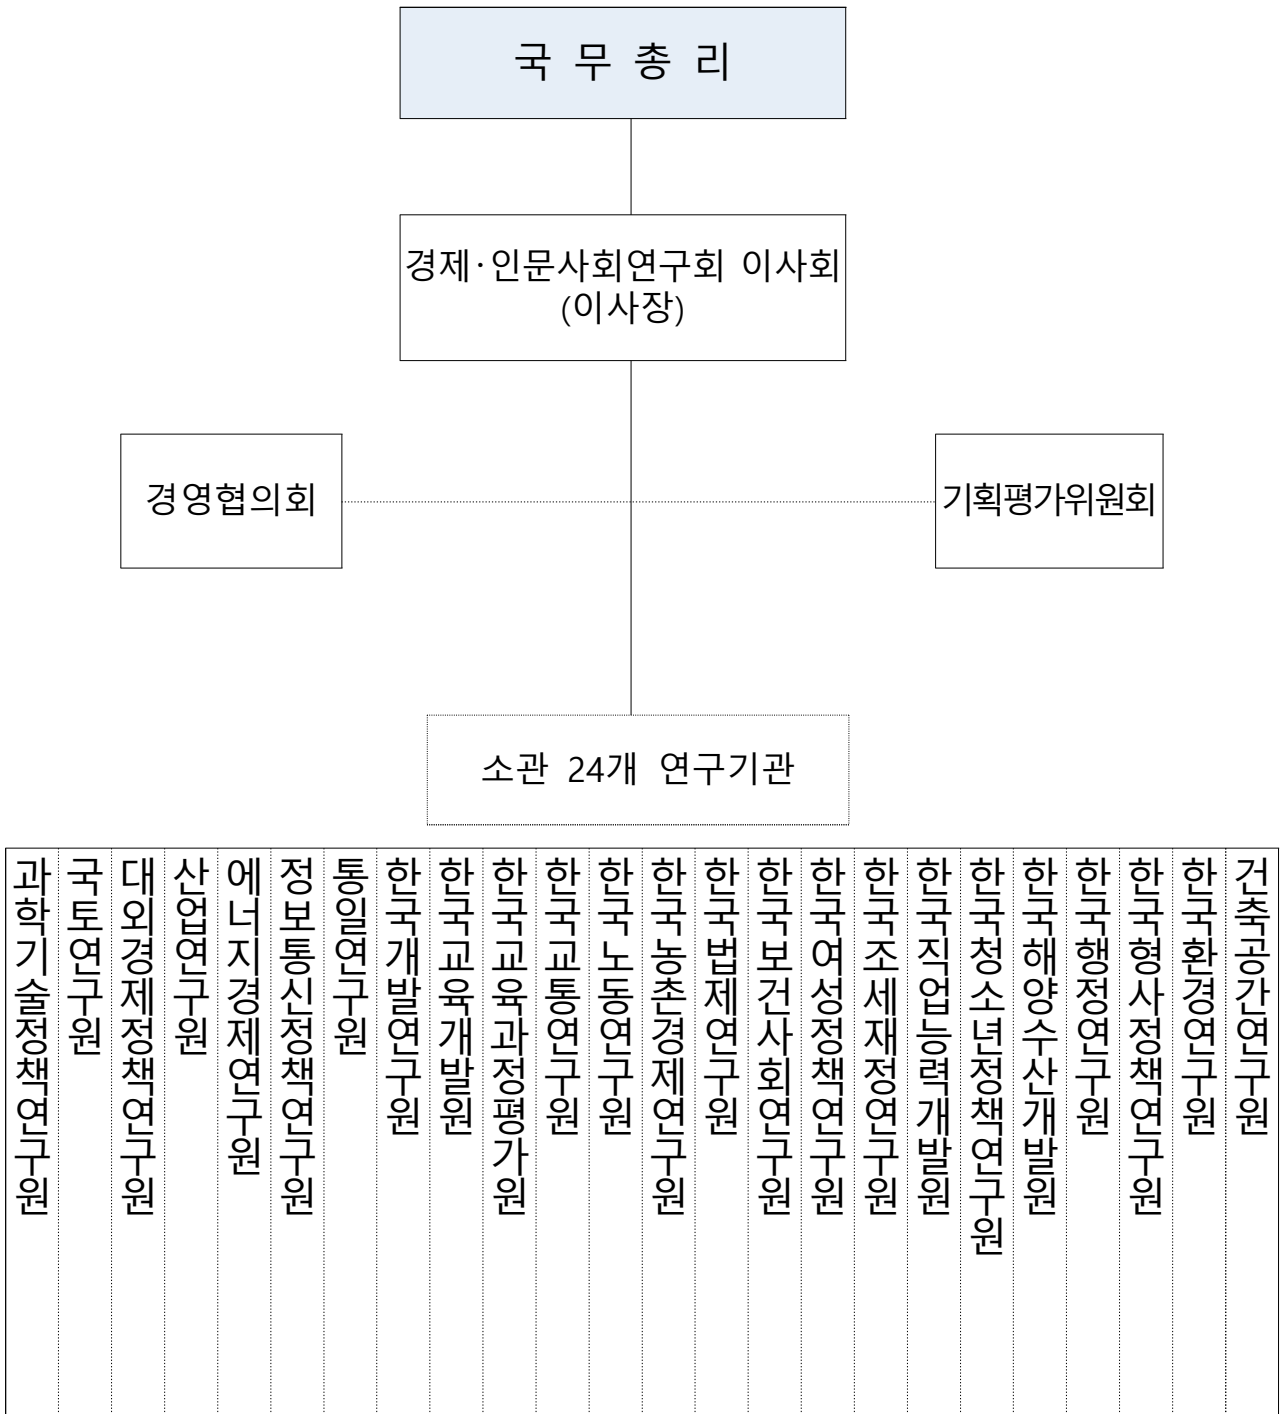 국 무 총 리
경제·인문사회연구회 이사회
(이사장)
경영협의회
기획평가위원회
소관 24개 연구기관
과학기술정책연구원
국토연구원
대외경제정책연구원
산업연구원
에너지경제연구원
정보통신정책연구원
통일연구원
한국개발연구원
한국교육개발원
한국교육과정평가원
한국교통연구원
한국노동연구원
한국농촌경제연구원
한국법제연구원
한국보건사회연구원
한국여성정책연구원
한국조세재정연구원
한국직업능력개발원
한국청소년정책연구원
한국해양수산개발원
한국행정연구원
한국형사정책연구원
한국환경연구원
건축공간연구원